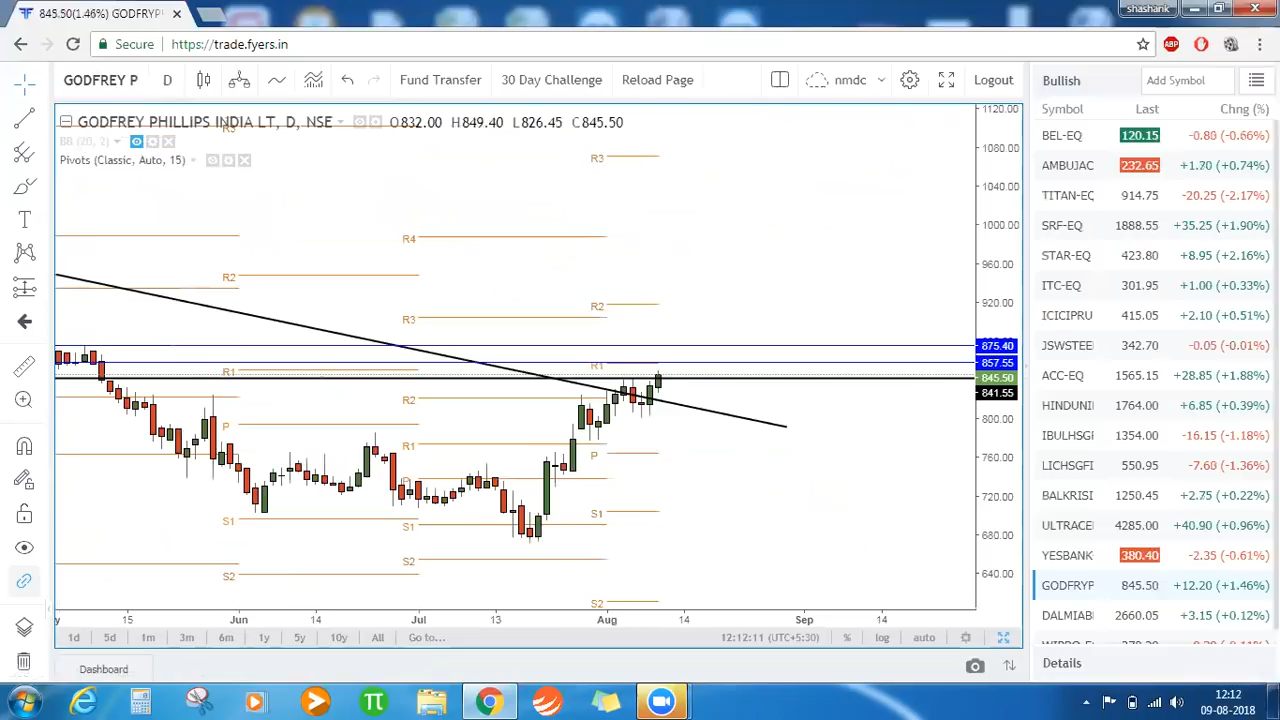 845.50(1.46%) GODFRYP
shashank
Secure
https://trade.fyers.in
ABP
GODFREY P
D
Fund Transfer
30 Day Challenge
Reload Page
nmdc
Logout
GODFREY PHILLIPS INDIA LT, D, NSE
O832.00 H849.40 L826.45 C845.50
BB (20, 2)
Pivots (Classic, Auto, 15)
R3
R4
R3
R2
R2
R3
R1
R1
R2
P
R1
P
P
S1
S1
S1
S2
S2
S2
1120.00
1080.00
1040.00
1000.00
960.00
920.00
875.40
857.55
845.50
841.55
800.00
760.00
720.00
680.00
640.00
15
Jun
14
Jul
13
Aug
14
Sep
14
1d 5d 1m 3m 6m 1y 5y 10y All Go to...
12:12:11 (UTC+5:30) % log auto
Dashboard
Bullish
Add Symbol
Symbol Last Chng (%)
BEL-EQ 120.15 -0.80 (-0.66%)
AMBUJAC 232.65 +1.70 (+0.74%)
TITAN-EQ 914.75 -20.25 (-2.17%)
SRF-EQ 1888.55 +35.25 (+1.90%)
STAR-EQ 423.80 +8.95 (+2.16%)
ITC-EQ 301.95 +1.00 (+0.33%)
ICICIPRU 415.05 +2.10 (+0.51%)
JSWSTEE 342.70 -0.05 (-0.01%)
ACC-EQ 1565.15 +28.85 (+1.88%)
HINDUNI 1764.00 +6.85 (+0.39%)
IBULHSGF 1354.00 -16.15 (-1.18%)
LICHSGF 550.95 -7.60 (-1.36%)
BALKRISI 1250.45 +2.75 (+0.22%)
ULTRACE 4285.00 +40.90 (+0.96%)
YESBANK 380.40 -2.35 (-0.61%)
GODFRYP 845.50 +12.20 (+1.46%)
DALMIABI 2660.05 +3.15 (+0.12%)
Details
12:12
09-08-2018